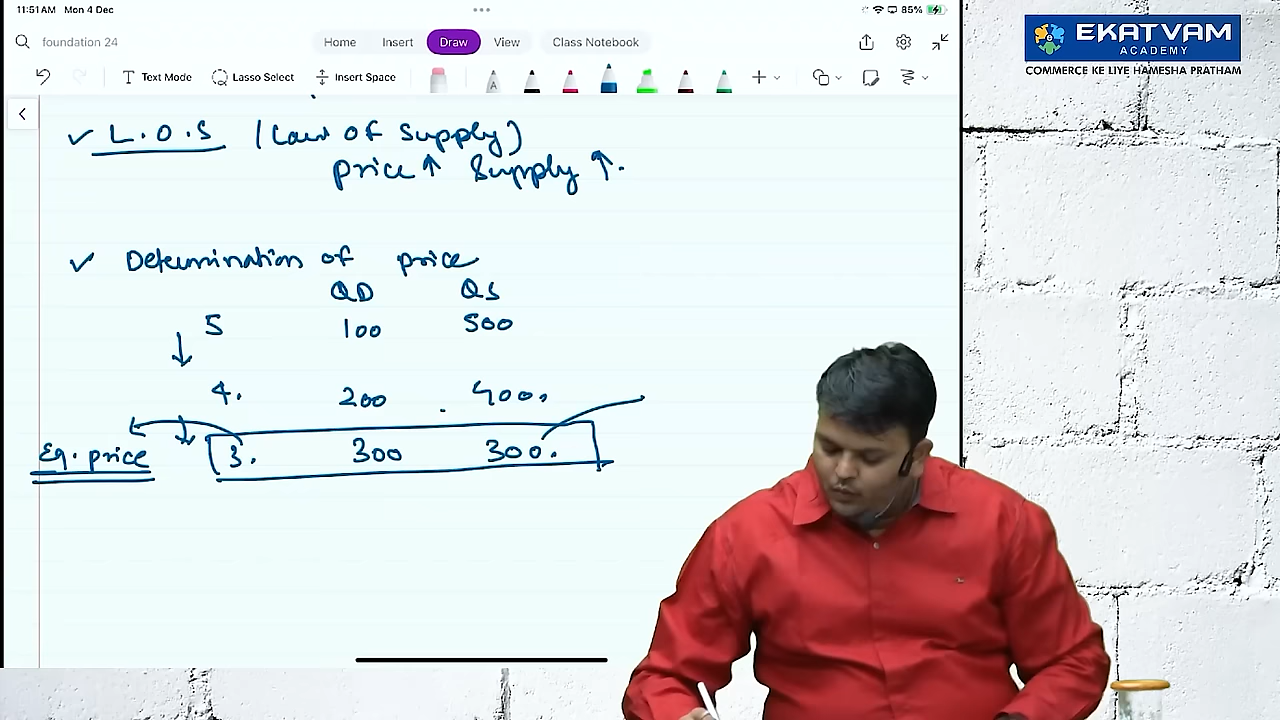 11:51 AM Mon 4 Dec
85%
foundation 24
Home Insert Draw View Class Notebook
Text Mode Lasso Select Insert Space
EKATVAM
ACADEMY
COMMERCE KE LIYE HAMESHA PRATHAM
✓ L.O.S (Law of Supply)
price ↑ Supply ↑.
✓ Determination of price
QD QS
5 100 500
↓
4. 200 400.
↓
Eq. price 3. 300 300.